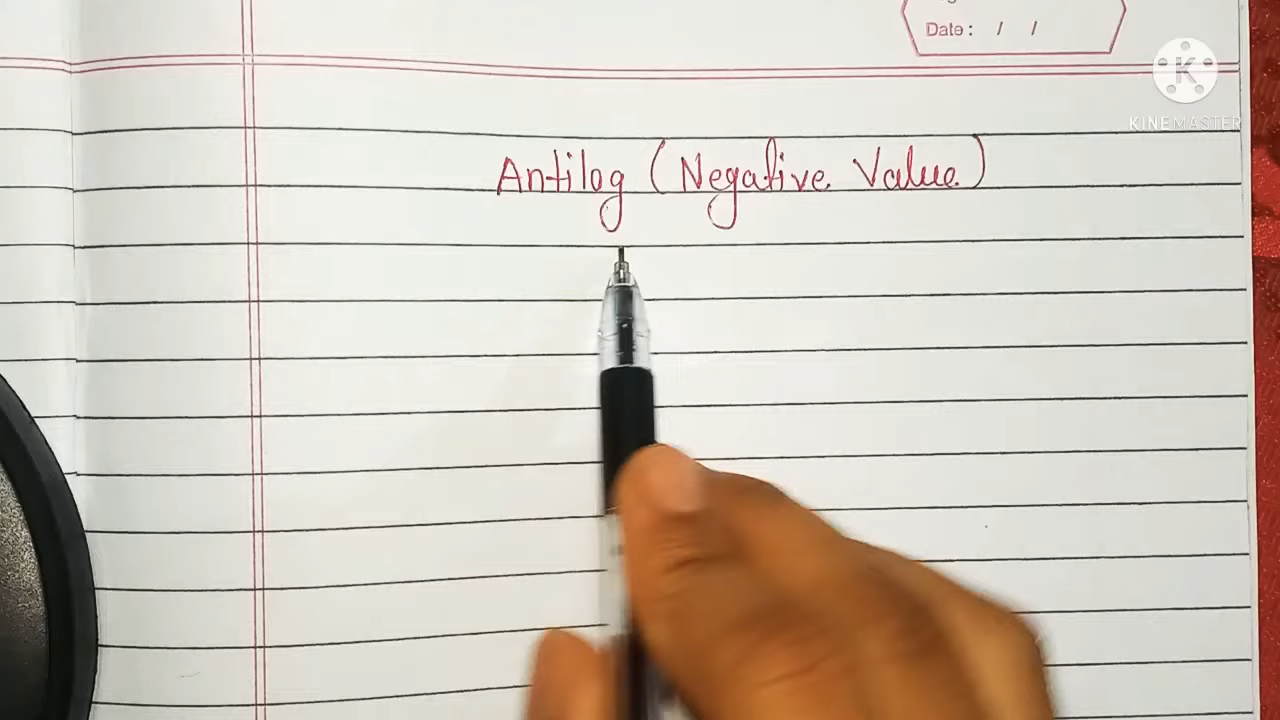 Date : / /
KINEMASTER
Antilog (Negative Value)